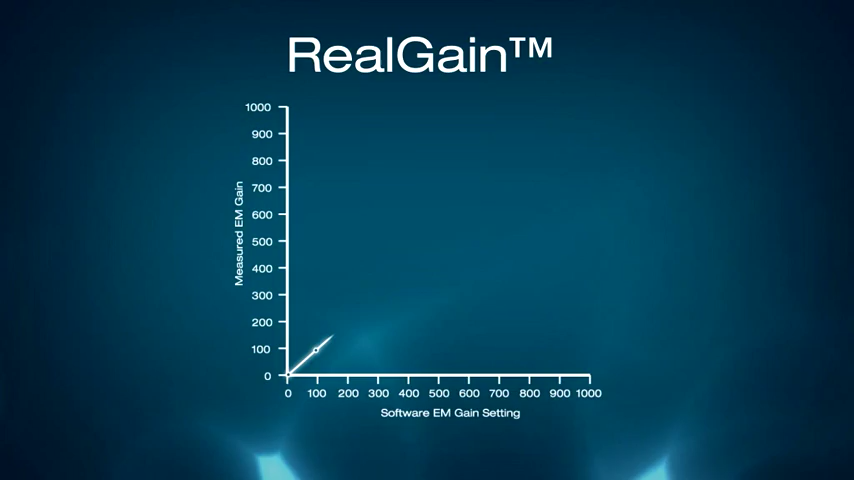 RealGain™
1000
900
800
700
600
500
400
300
200
100
0
Measured EM Gain
0 100 200 300 400 500 600 700 800 900 1000
Software EM Gain Setting